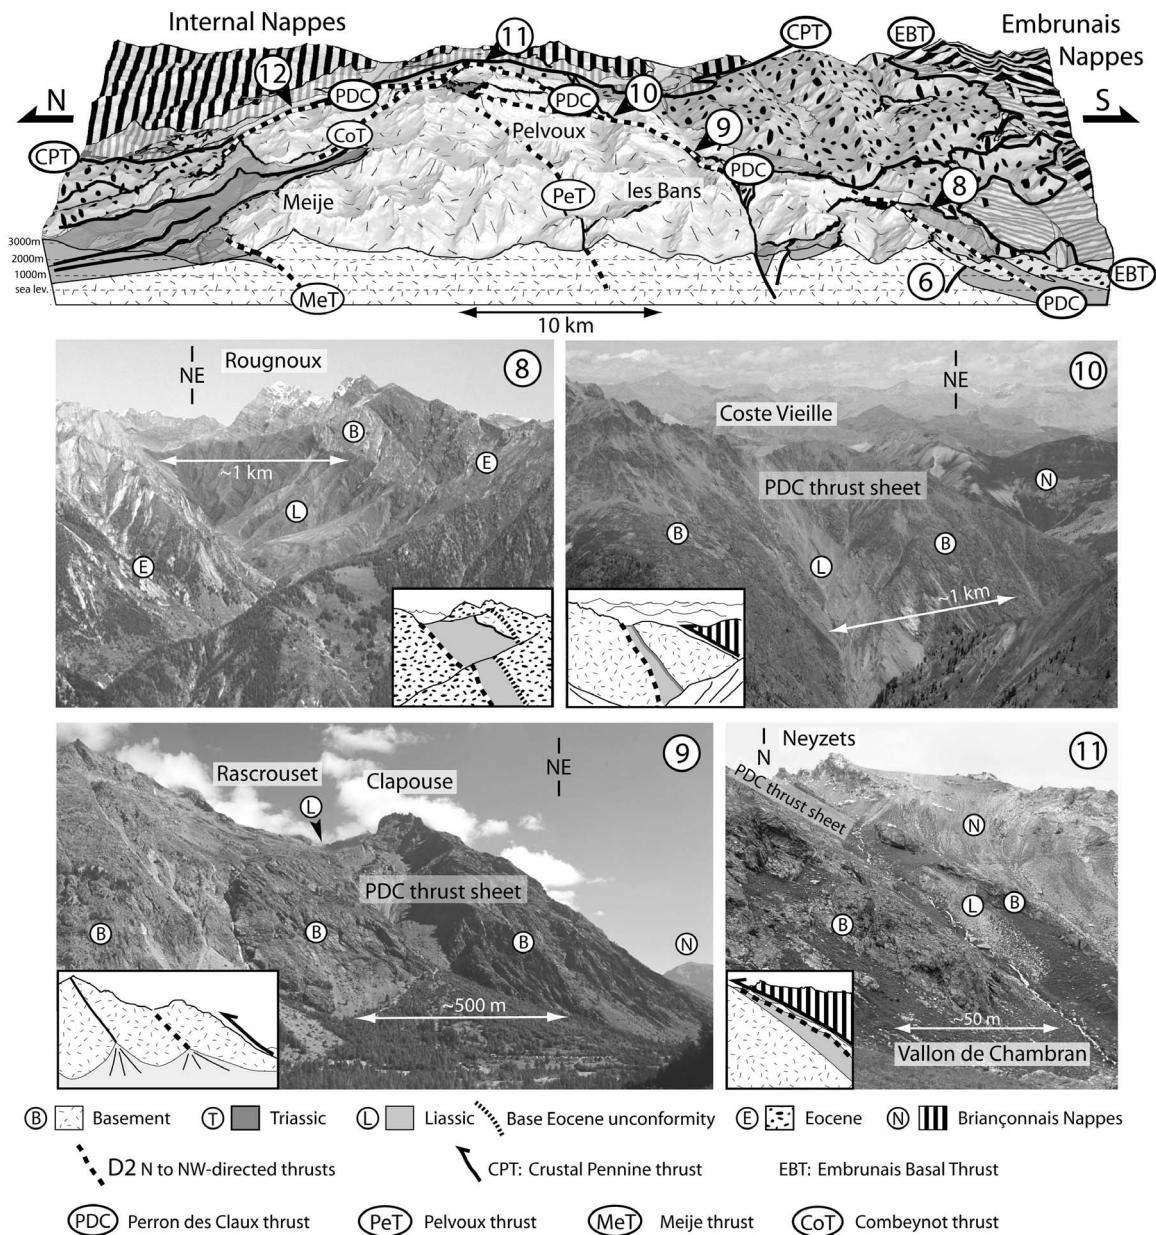 Internal Nappes
Embrunais
Nappes
11
CPT
EBT
12
N
PDC
PDC
10
S
CoT
Pelvoux
9
CPT
PDC
8
Meije
PeT
les Bans
3000m
2000m
1000m
sea lev.
6
EBT
MeT
PDC
10 km
Rougnoux
8
NE
B
~1 km
E
L
E
NE
10
Coste Vieille
PDC thrust sheet
N
B
B
L
~1 km
Rascrouset
NE
9
Clapouse
L
PDC thrust sheet
B
B
B
N
~500 m
N
Neyzets
11
PDC thrust sheet
N
L
B
B
~50 m
Vallon de Chambran
B Basement T Triassic L Liassic Base Eocene unconformity E Eocene N Briançonnais Nappes
D2 N to NW-directed thrusts CPT: Crustal Pennine thrust EBT: Embrunais Basal Thrust
PDC Perron des Claux thrust PeT Pelvoux thrust MeT Meije thrust CoT Combeynot thrust